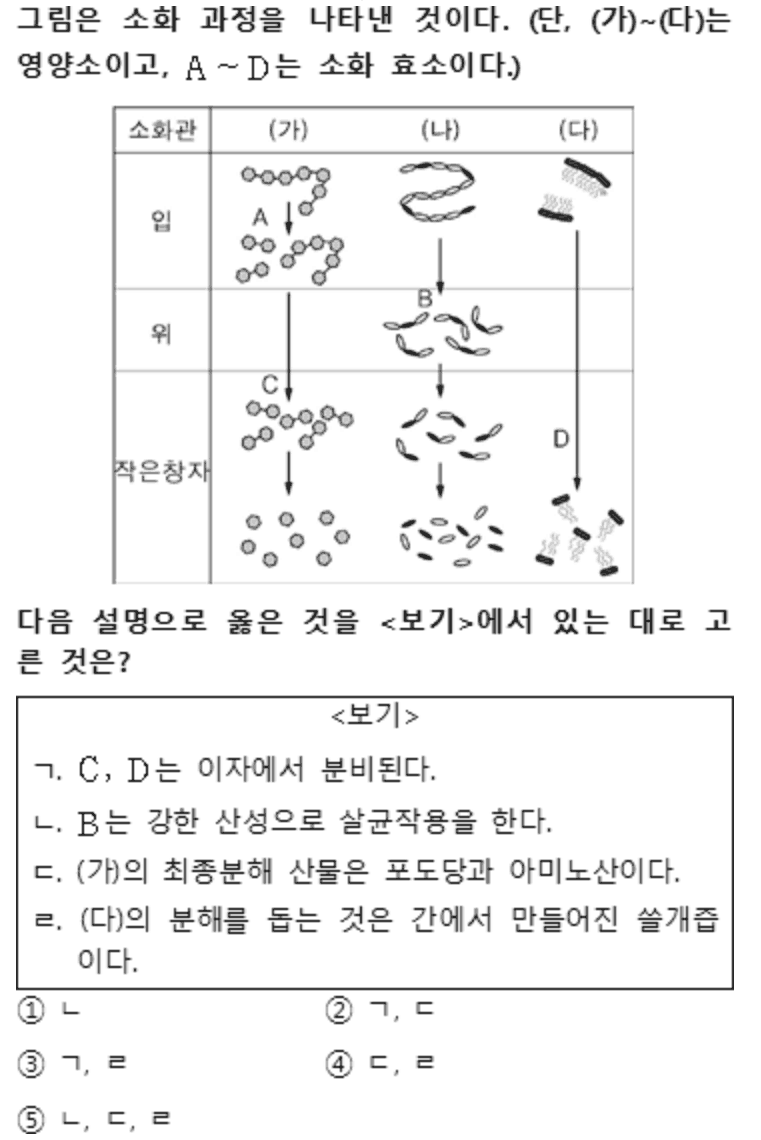 그림은 소화 과정을 나타낸 것이다. (단, (가)~(다)는
영양소이고, A ~ D는 소화 효소이다.)
소화관 (가) (나) (다)
입
A
B
위
C
D
작은창자
다음 설명으로 옳은 것을 <보기>에서 있는 대로 고
른 것은?
<보기>
ㄱ. C, D는 이자에서 분비된다.
ㄴ. B는 강한 산성으로 살균작용을 한다.
ㄷ. (가)의 최종분해 산물은 포도당과 아미노산이다.
ㄹ. (다)의 분해를 돕는 것은 간에서 만들어진 쓸개즙
이다.
① ㄴ ② ㄱ, ㄷ
③ ㄱ, ㄹ ④ ㄷ, ㄹ
⑤ ㄴ, ㄷ, ㄹ